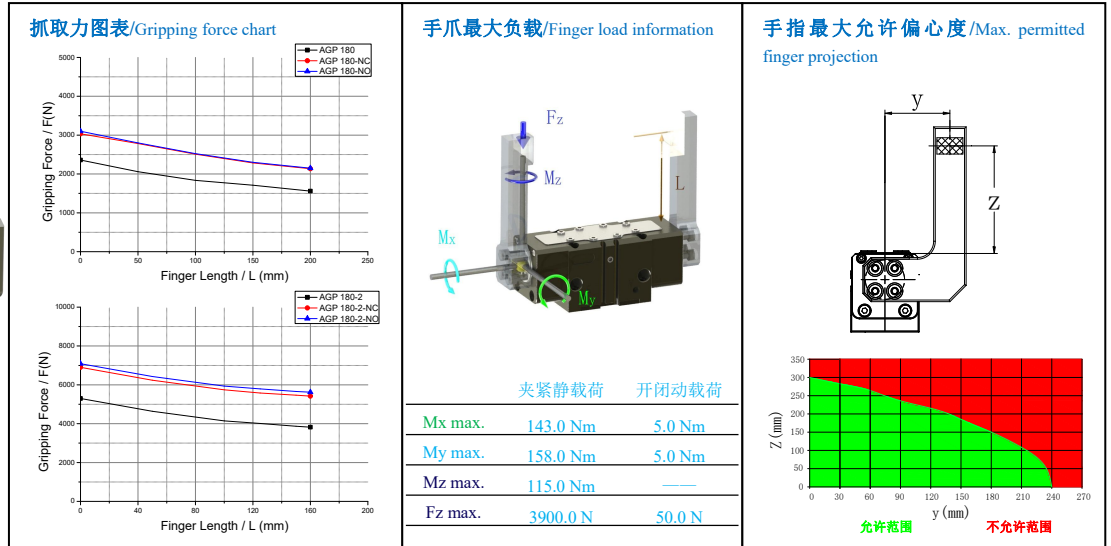 抓取力图表/Gripping force chart
AGP 180
AGP 180-NC
AGP 180-NO
5000
4000
3000
2000
1000
0
Gripping Force / F(N)
0 40 80 120 160 200 250
Finger Length / L (mm)
AGP 180-2
AGP 180-2-NC
AGP 180-2-NO
10000
8000
6000
4000
2000
0
Gripping Force / F(N)
0 40 80 120 160 200
Finger Length / L (mm)
手爪最大负载/Finger load information
Fz
Mz
L
Mx
My
夹紧静载荷 开闭动载荷
Mx max. 143.0 Nm 5.0 Nm
My max. 158.0 Nm 5.0 Nm
Mz max. 115.0 Nm ——
Fz max. 3900.0 N 50.0 N
手指最大允许偏心度/Max. permitted
finger projection
y
Z
350
300
250
200
150
100
50
0
Z(mm)
0 30 60 90 120 150 180 210 240 270
y(mm)
允许范围 不允许范围